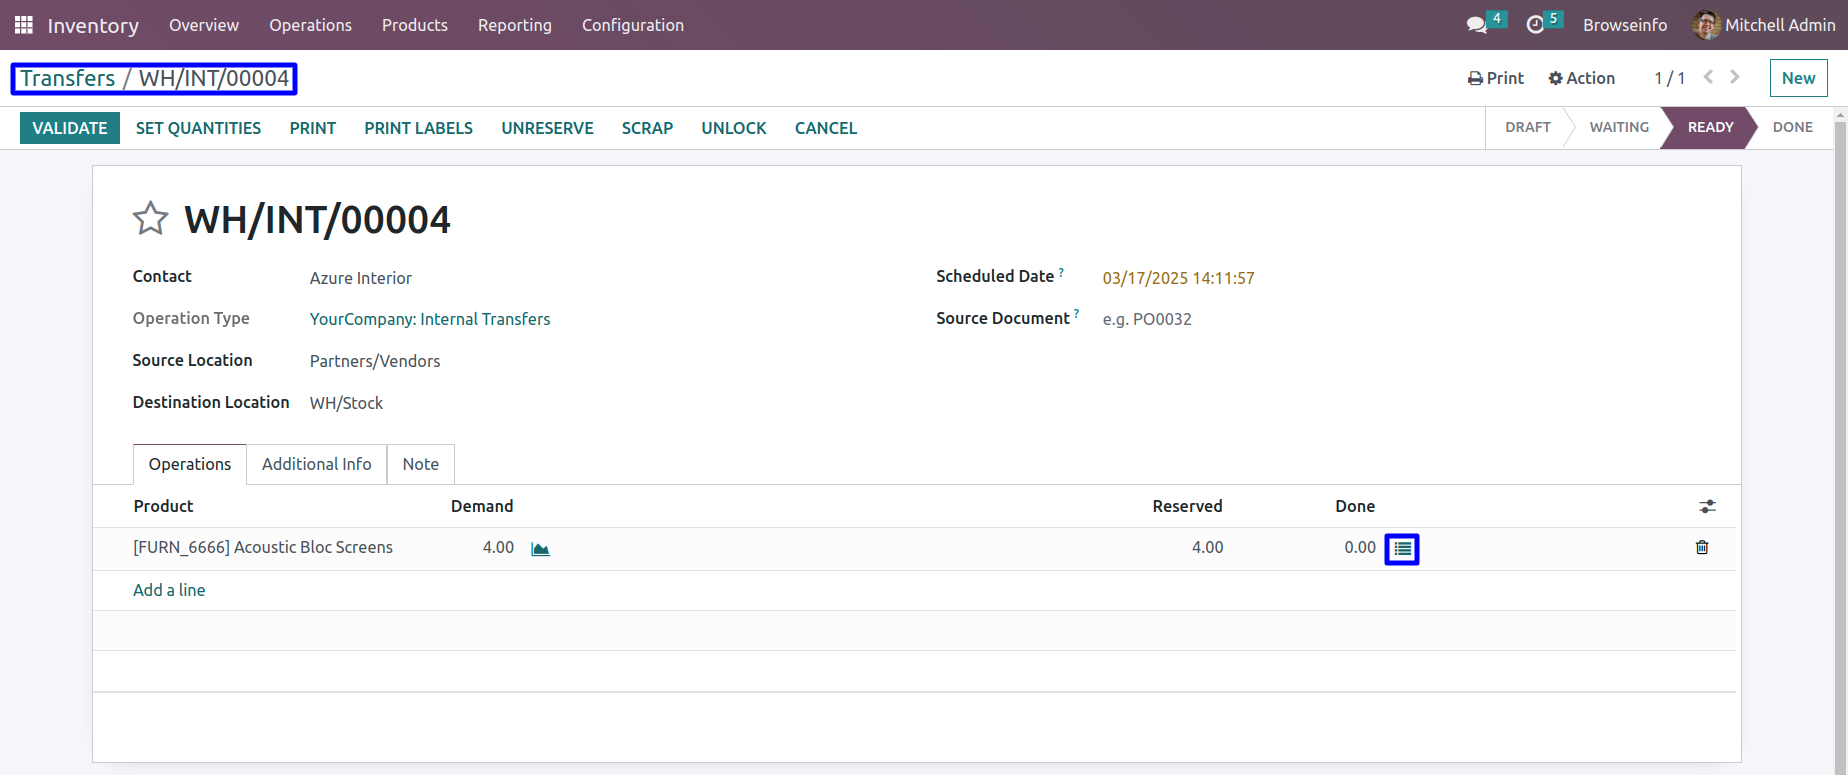 Inventory Overview Operations Products Reporting Configuration 4 5 Browseinfo Mitchell Admin
Transfers / WH/INT/00004 Print Action 1 / 1 New
VALIDATE SET QUANTITIES PRINT PRINT LABELS UNRESERVE SCRAP UNLOCK CANCEL DRAFT WAITING READY DONE
WH/INT/00004
Contact Azure Interior Scheduled Date ? 03/17/2025 14:11:57
Operation Type YourCompany: Internal Transfers Source Document ? e.g. PO0032
Source Location Partners/Vendors
Destination Location WH/Stock
Operations Additional Info Note
Product Demand Reserved Done
[FURN_6666] Acoustic Bloc Screens 4.00 4.00 0.00
Add a line